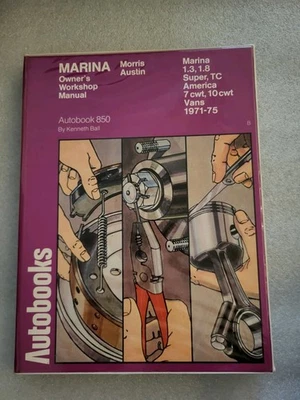 MARINA
Owner's
Workshop
Manual
Morris
Austin
Marina
1.3, 1.8
Super, TC
America
7 cwt, 10 cwt
Vans
1971-75
Autobook 850
By Kenneth Ball
Autobooks